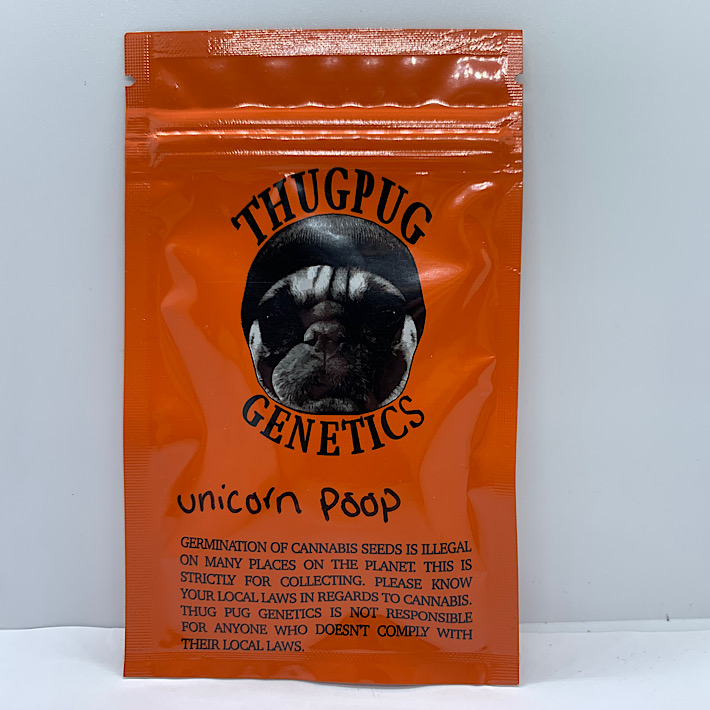 THUGPUG
GENETICS
unicorn poop
GERMINATION OF CANNABIS SEEDS IS ILLEGAL
ON MANY PLACES ON THE PLANET. THIS IS
STRICTLY FOR COLLECTING. PLEASE KNOW
YOUR LOCAL LAWS IN REGARDS TO CANNABIS.
THUG PUG GENETICS IS NOT RESPONSIBLE
FOR ANYONE WHO DOESN'T COMPLY WITH
THEIR LOCAL LAWS.